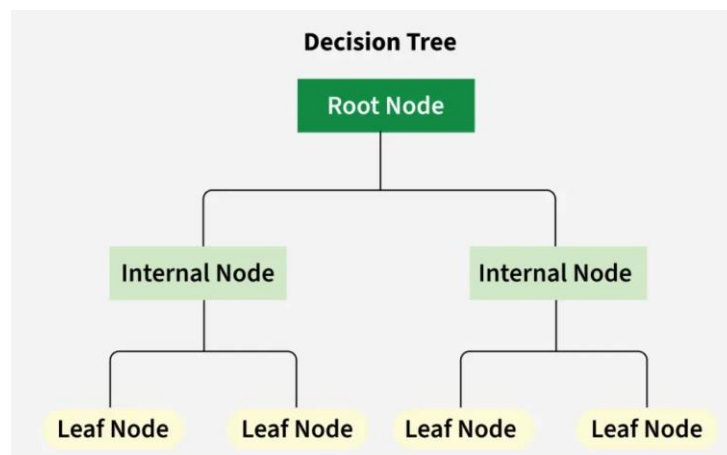 Decision Tree
Root Node
Internal Node
Internal Node
Leaf Node
Leaf Node
Leaf Node
Leaf Node